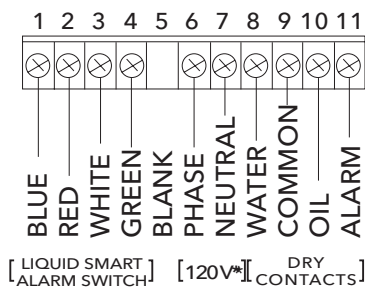 1 2 3 4 5 6 7 8 9 10 11
BLUE
RED
WHITE
GREEN
BLANK
PHASE
NEUTRAL
WATER
COMMON
OIL
ALARM
[LIQUID SMART
ALARM SWITCH]
[120V*]
[DRY
CONTACTS]